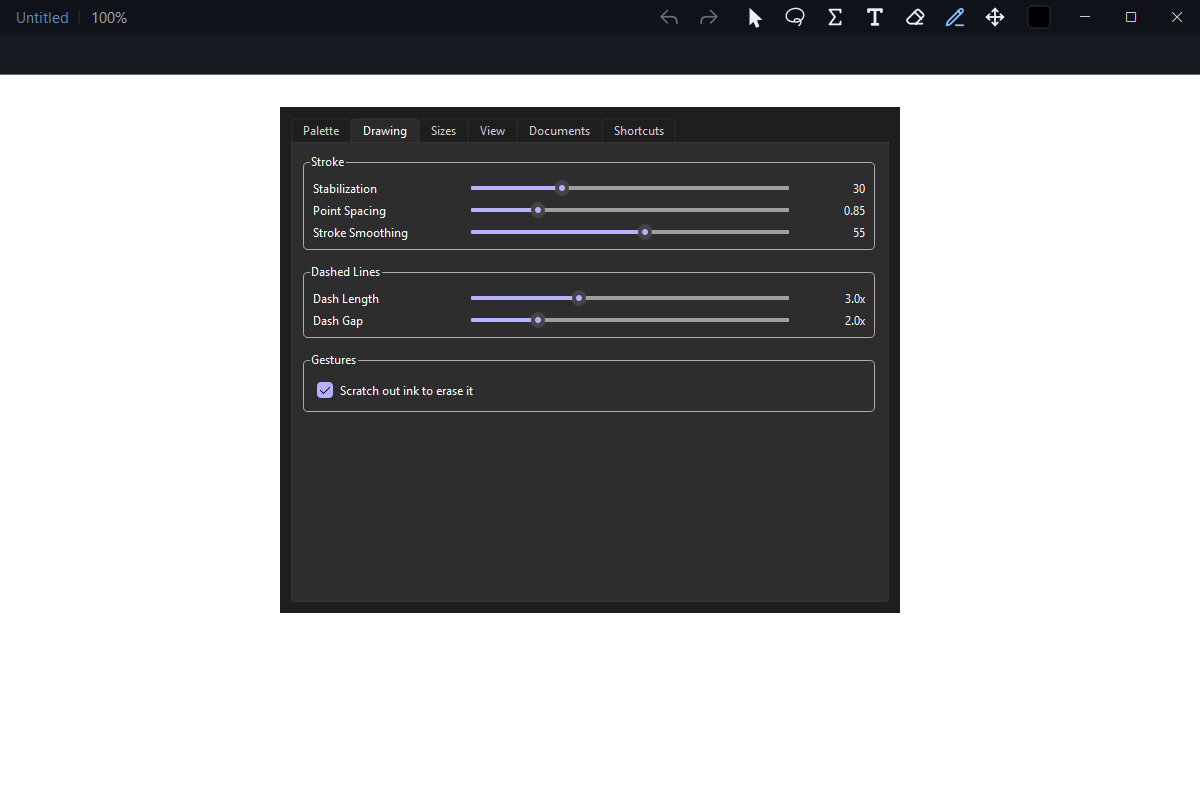 Untitled 100%
Palette Drawing Sizes View Documents Shortcuts
Stroke
Stabilization 30
Point Spacing 0.85
Stroke Smoothing 55
Dashed Lines
Dash Length 3.0x
Dash Gap 2.0x
Gestures
Scratch out ink to erase it